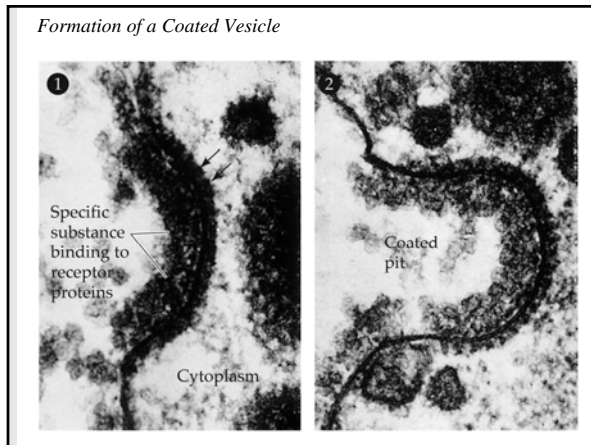 Formation of a Coated Vesicle
1
2
Specific
substance
binding to
receptor
proteins
Coated
pit
Cytoplasm